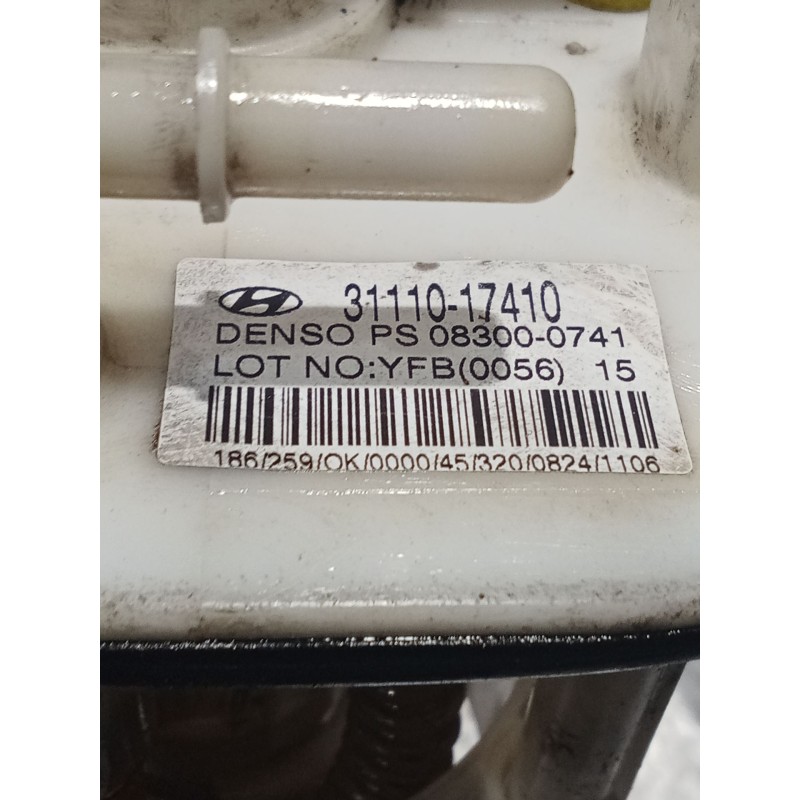 31110-17410
DENSO PS 08300-0741
LOT NO:YFB(0056) 15
186/259/OK/0000/45/320/0824/1106